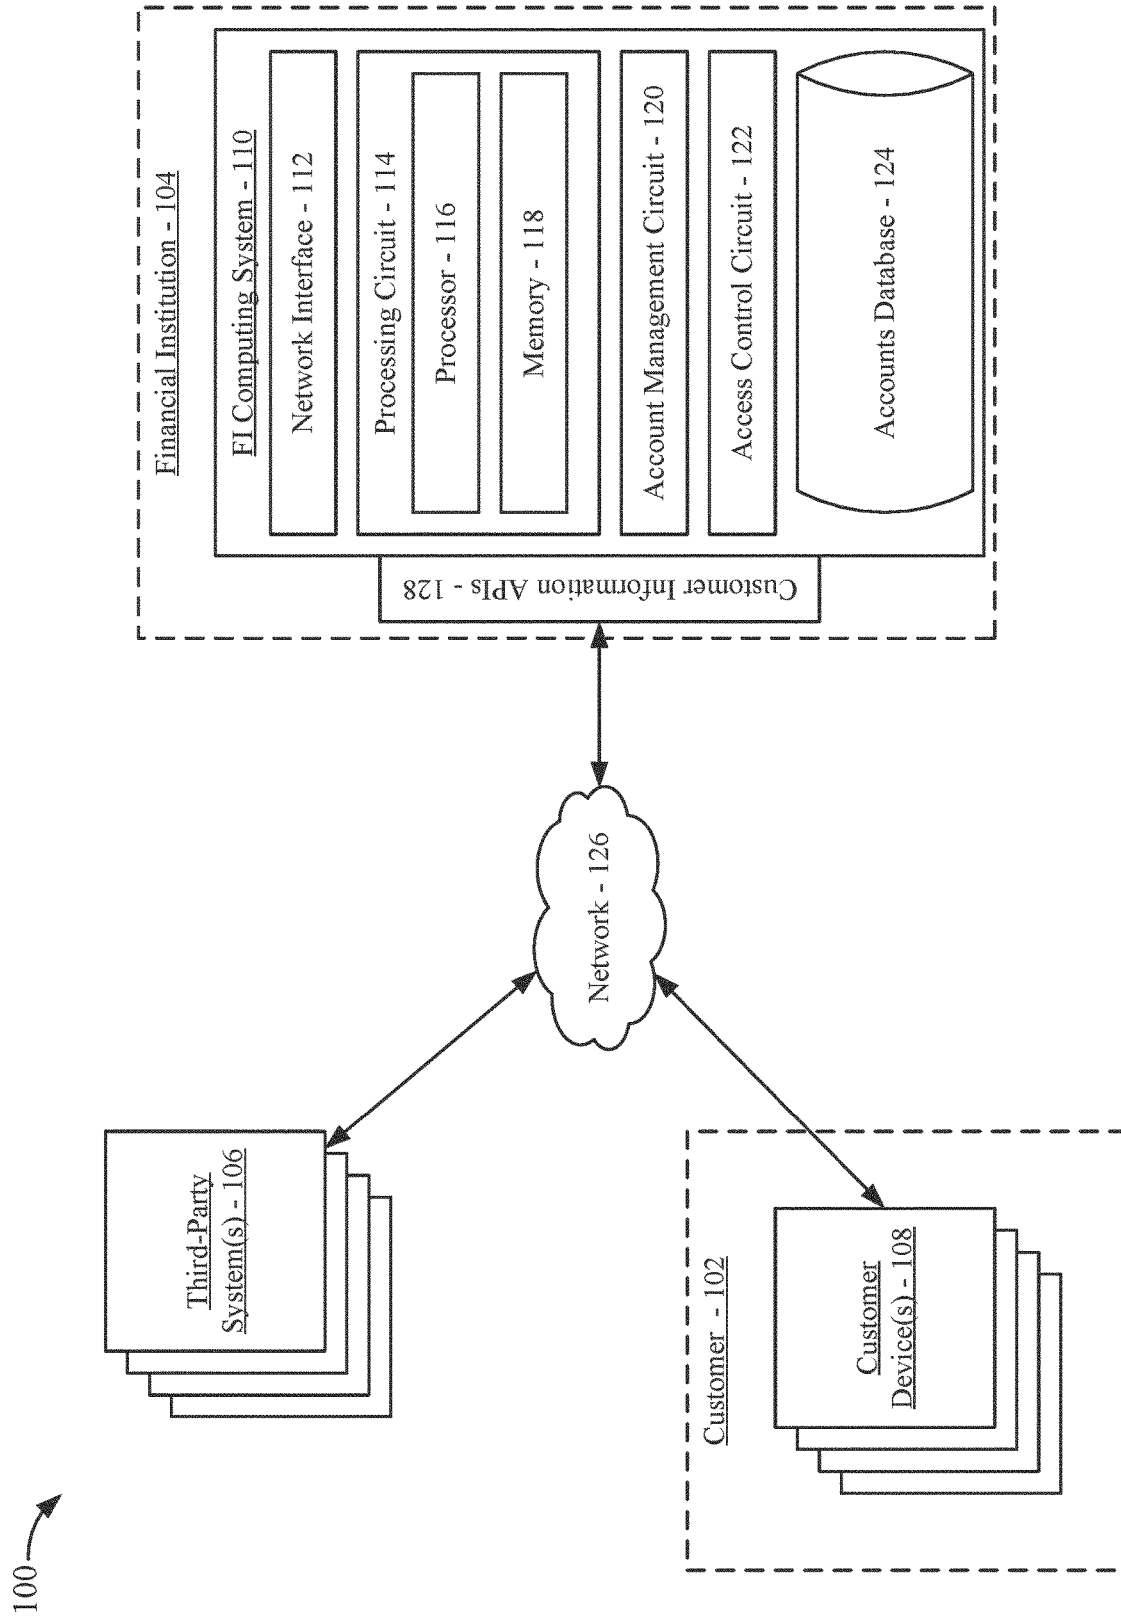 100
Third-Party
System(s) - 106
Customer - 102
Customer
Device(s) - 108
Network - 126
Financial Institution - 104
FI Computing System - 110
Network Interface - 112
Processing Circuit - 114
Processor - 116
Memory - 118
Account Management Circuit - 120
Access Control Circuit - 122
Accounts Database - 124
Customer Information APIs - 128